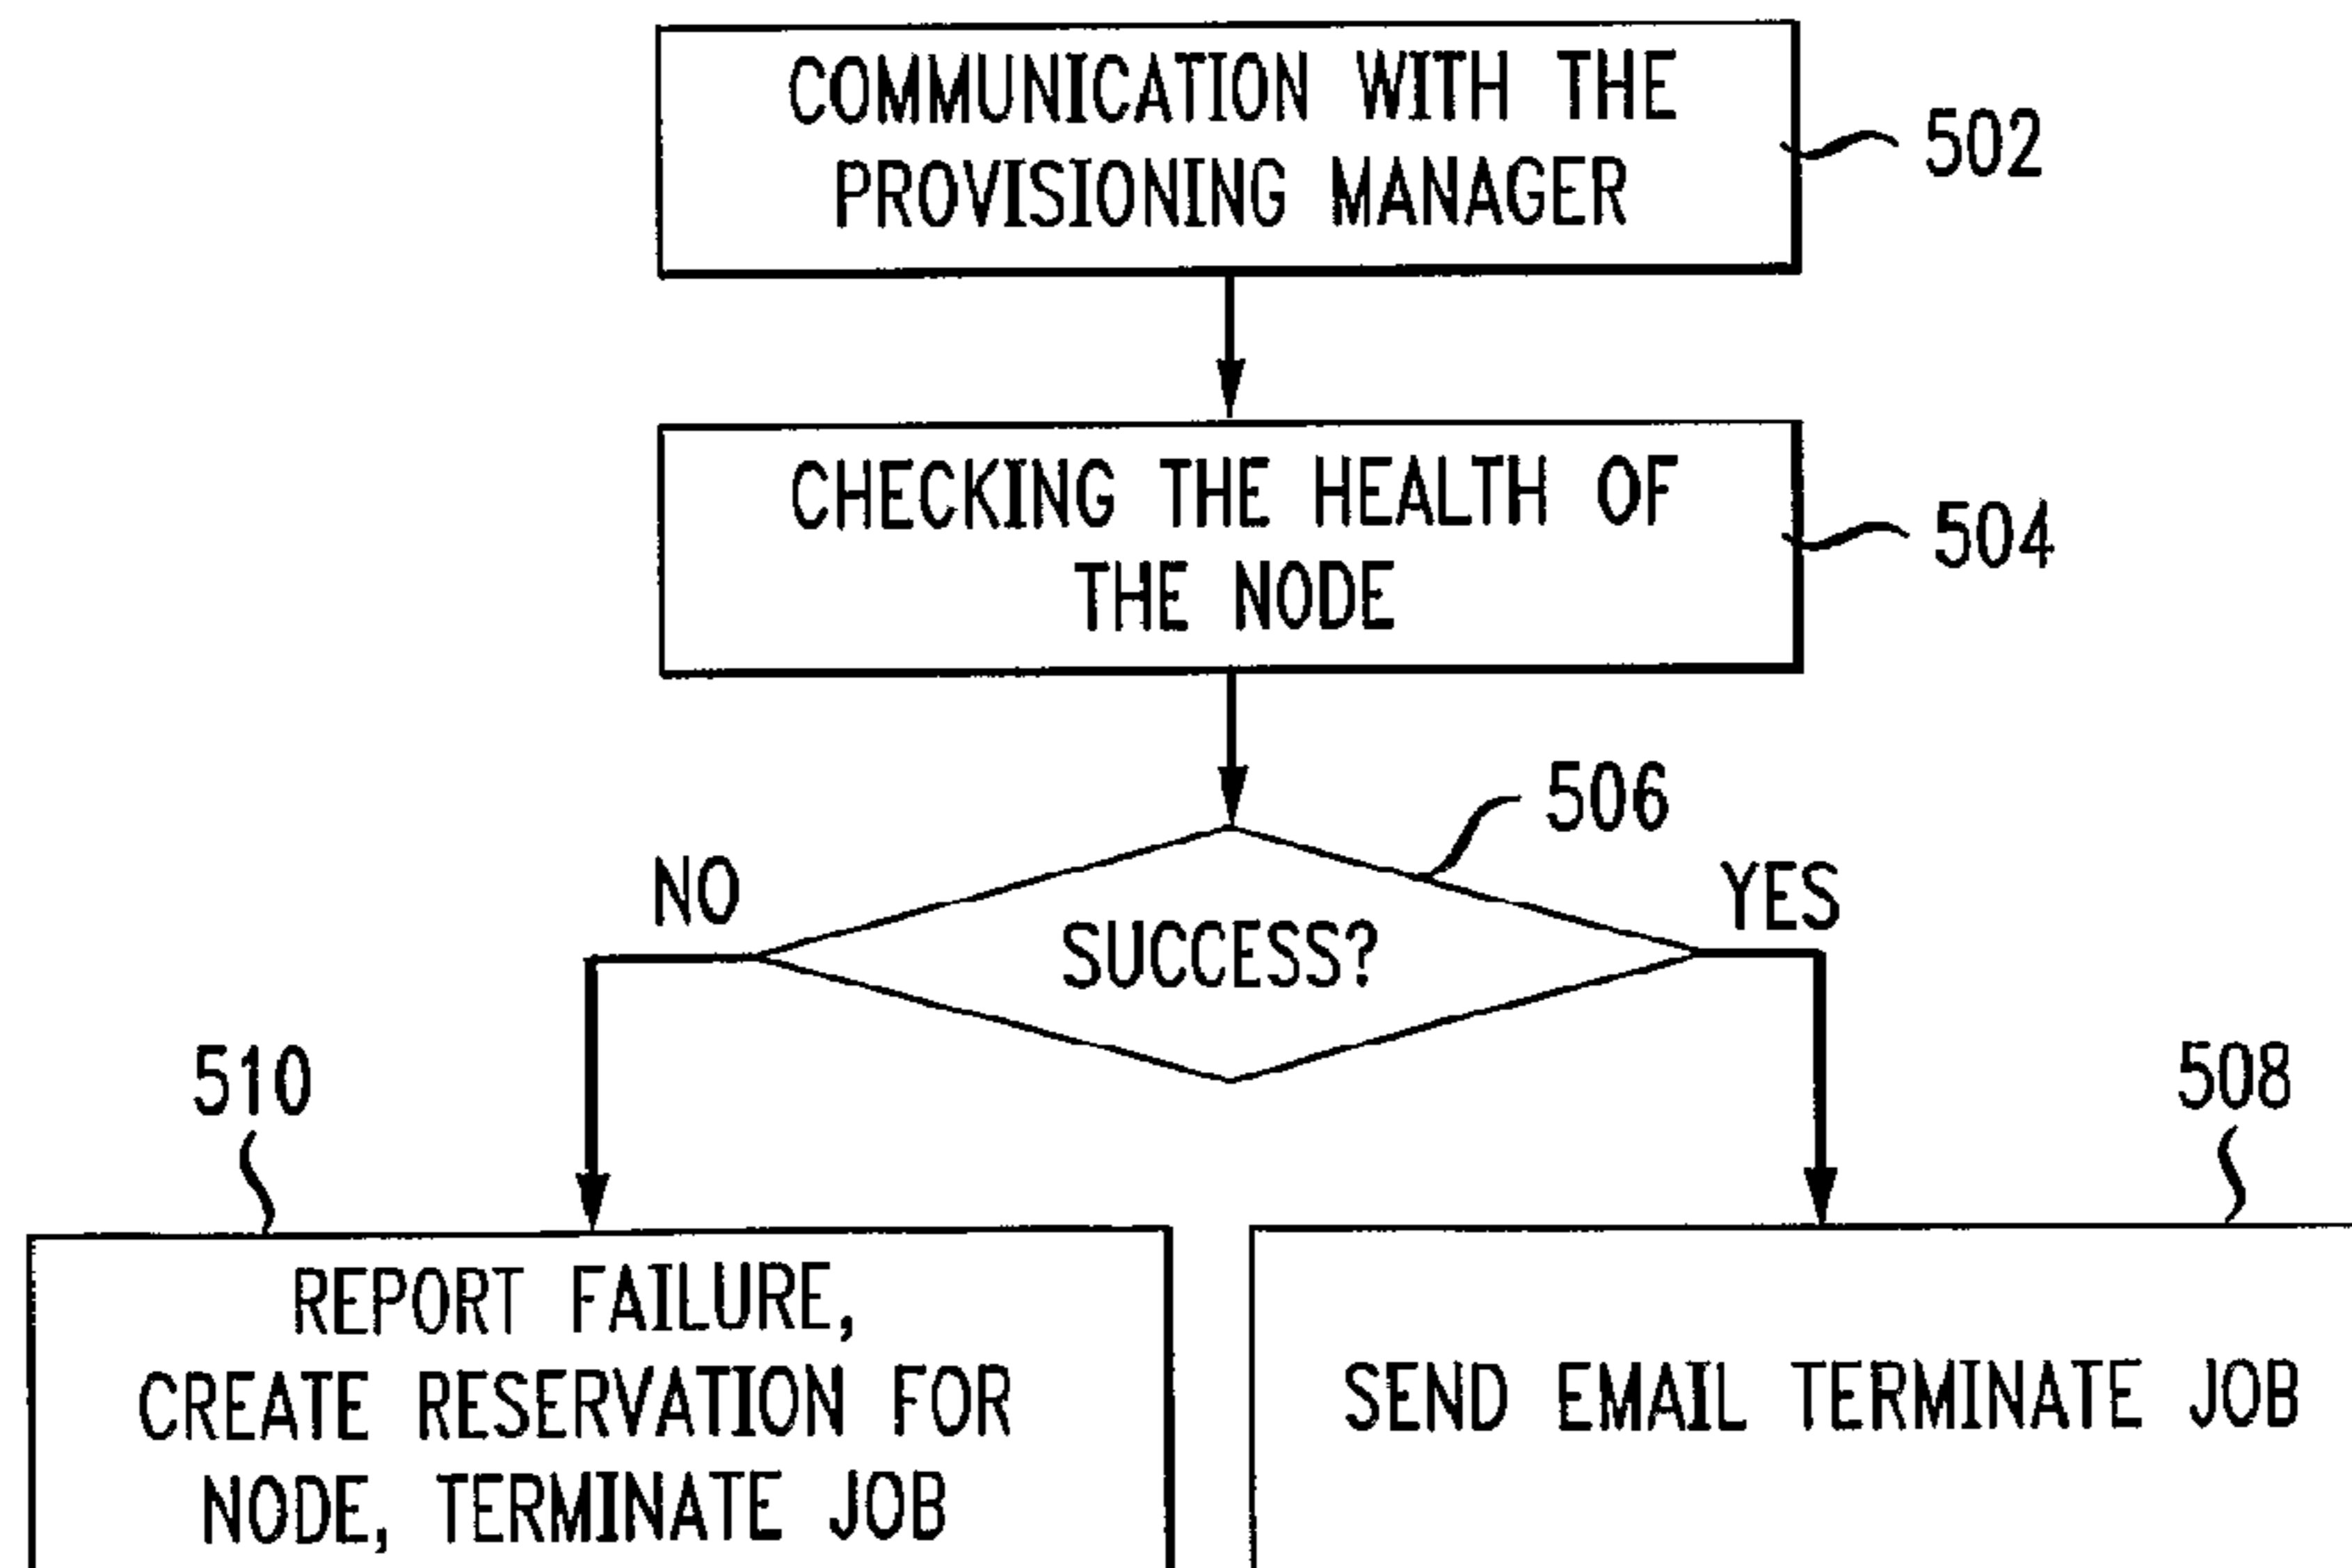 COMMUNICATION WITH THE
PROVISIONING MANAGER
502
CHECKING THE HEALTH OF
THE NODE
504
506
NO
YES
SUCCESS?
510
508
REPORT FAILURE,
CREATE RESERVATION FOR
NODE, TERMINATE JOB
SEND EMAIL TERMINATE JOB